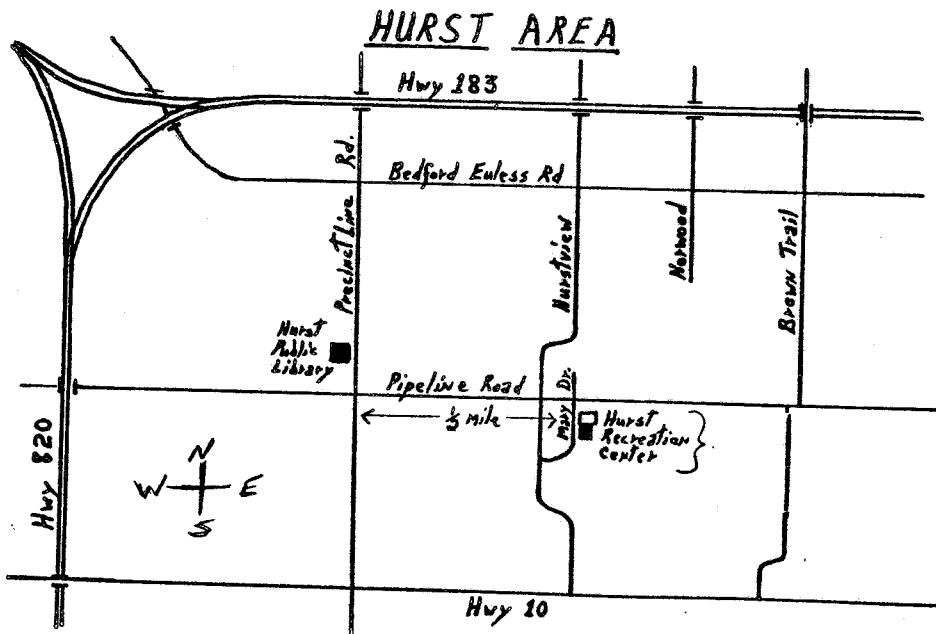 HURST AREA
Hwy 183
Bedford Euless Rd
Precinct Line Rd.
Hurstview
Norwood
Brown Trail
Hurst
Public
Library
Pipeline Road
½ mile
Mary Dr.
Hurst
Recreation
Center
Hwy 820
N
W E
S
Hwy 10